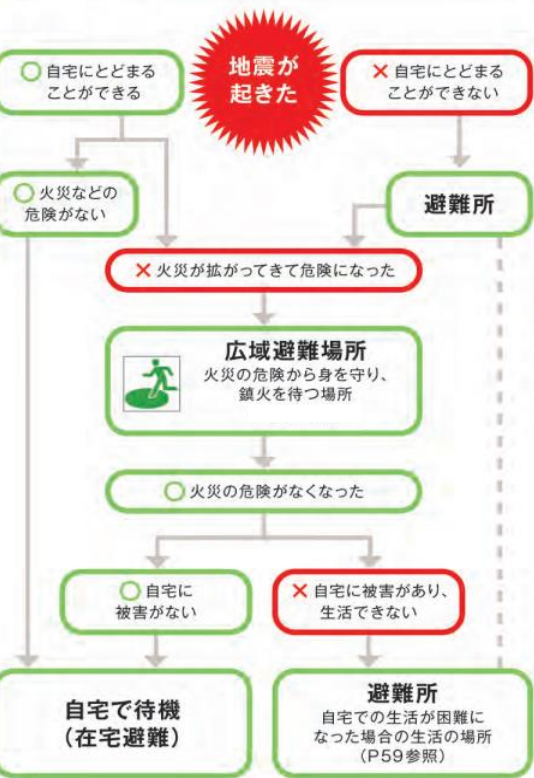 地震が
起きた
○ 自宅にとどまる
ことができる
× 自宅にとどまる
ことができない
○ 火災などの
危険がない
避難所
× 火災が拡がってきて危険になった
広域避難場所
火災の危険から身を守り、
鎮火を待つ場所
○ 火災の危険がなくなった
○ 自宅に
被害がない
× 自宅に被害があり、
生活できない
自宅で待機
（在宅避難）
避難所
自宅での生活が困難に
なった場合の生活の場所
（P59参照）